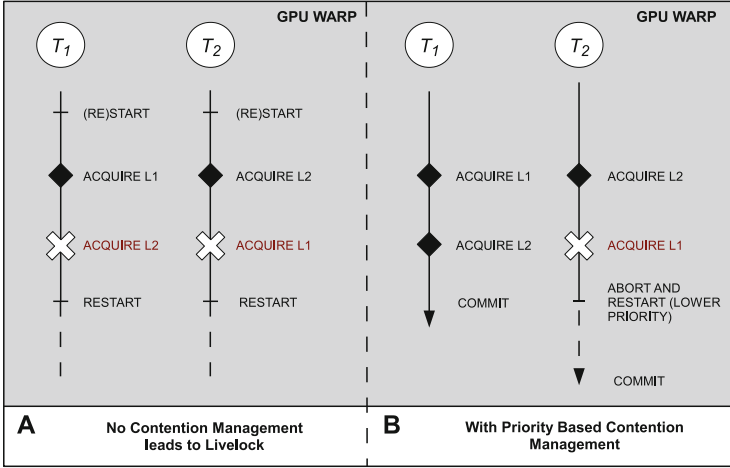 GPU WARP
T1
T2
(RE)START
(RE)START
ACQUIRE L1
ACQUIRE L2
ACQUIRE L2
ACQUIRE L1
RESTART
RESTART
A
No Contention Management
leads to Livelock
GPU WARP
T1
T2
ACQUIRE L1
ACQUIRE L2
ACQUIRE L2
ACQUIRE L1
COMMIT
ABORT AND
RESTART (LOWER
PRIORITY)
COMMIT
B
With Priority Based Contention
Management